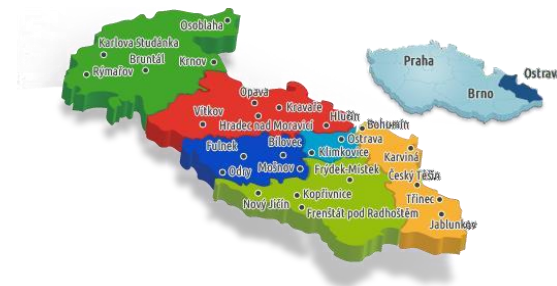 Osoblaha
Karlova Studánka
Bruntál
Krnov
Rýmařov
Praha
Brno
Ostrava
Opava
Kravaře
Vítkov
Hradec nad Moravicí
Hlučín
Bohumín
Fulnek
Bílovec
Klimkovice
Ostrava
Karviná
Odry
Mošnov
Frýdek-Místek
Český Těšín
Nový Jičín
Kopřivnice
Třinec
Frenštát pod Radhoštěm
Jablunkov